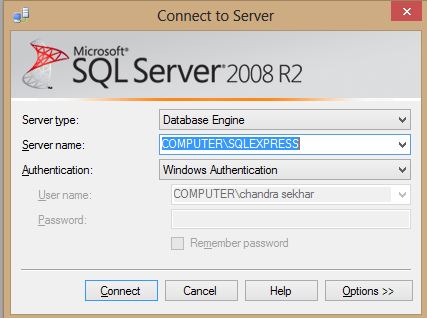 Connect to Server
Microsoft®
SQL Server® 2008 R2
Server type: Database Engine
Server name: COMPUTER\SQLEXPRESS
Authentication: Windows Authentication
User name: COMPUTER\chandra sekhar
Password:
Remember password
Connect Cancel Help Options >>